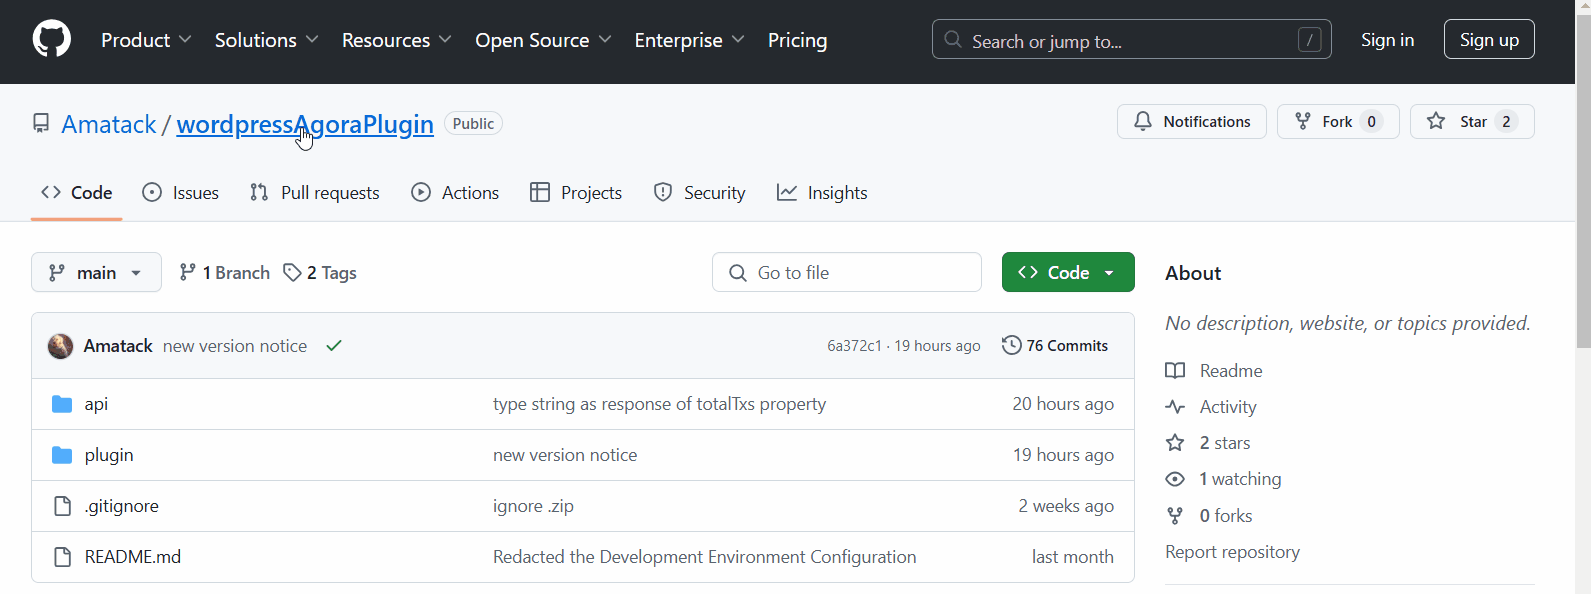 Product Solutions Resources Open Source Enterprise Pricing Search or jump to... / Sign in Sign up
Amatack / wordpressAgoraPlugin Public Notifications Fork 0 Star 2
Code Issues Pull requests Actions Projects Security Insights
main 1 Branch 2 Tags Go to file Code
About
No description, website, or topics provided.
Amatack new version notice 6a372c1 · 19 hours ago 76 Commits
api type string as response of totalTxs property 20 hours ago
plugin new version notice 19 hours ago
.gitignore ignore .zip 2 weeks ago
README.md Redacted the Development Environment Configuration last month
Readme
Activity
2 stars
1 watching
0 forks
Report repository